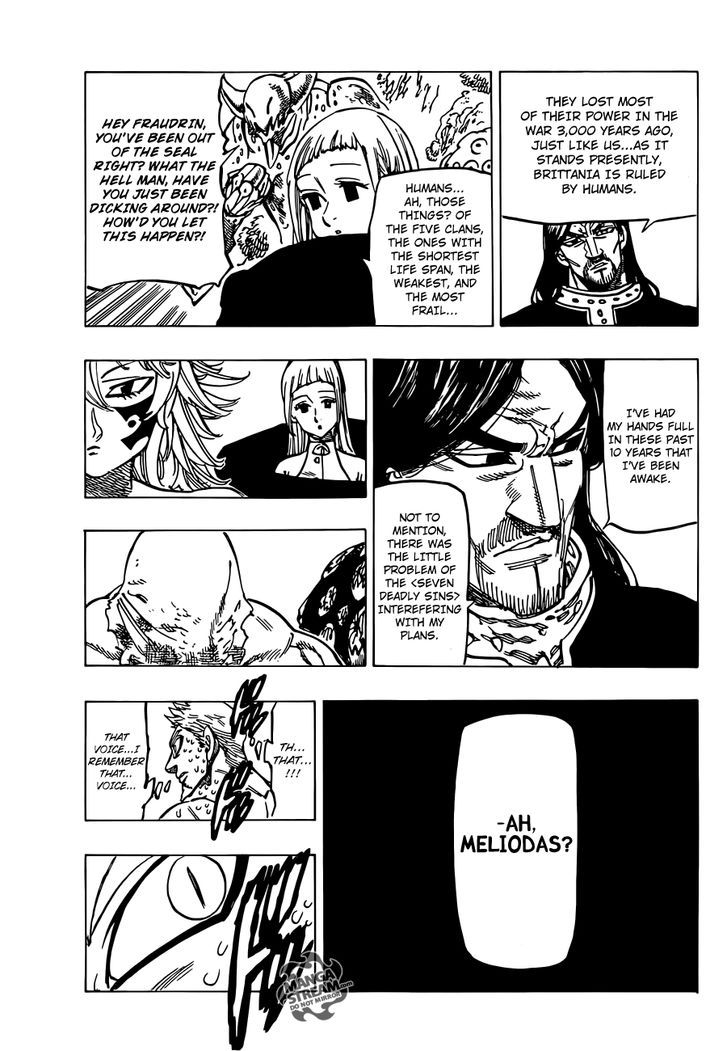 THEY LOST MOST
OF THEIR POWER IN THE
WAR 3,000 YEARS AGO,
JUST LIKE US...AS IT
STANDS PRESENTLY,
BRITTANIA IS RULED
BY HUMANS.
HUMANS...
AH, THOSE
THINGS? OF
THE FIVE CLANS,
THE ONES WITH
THE SHORTEST
LIFE SPAN, THE
WEAKEST, AND
THE MOST
FRAIL...
HEY FRAUDRIN,
YOU'VE BEEN OUT
OF THE SEAL
RIGHT? WHAT THE
HELL MAN, HAVE
YOU JUST BEEN
DICKING AROUND?!
HOW'D YOU LET
THIS HAPPEN?!
I'VE HAD
MY HANDS FULL
IN THESE PAST
10 YEARS THAT
I'VE BEEN
AWAKE.
NOT TO
MENTION,
THERE WAS
THE LITTLE
PROBLEM OF
THE <SEVEN
DEADLY SINS>
INTEREFERING
WITH MY
PLANS.
-AH,
MELIODAS?
TH...
THAT...
!!!
THAT
VOICE...I
REMEMBER
THAT...
VOICE...
MANGA
STREAM.com
DO NOT MIRROR